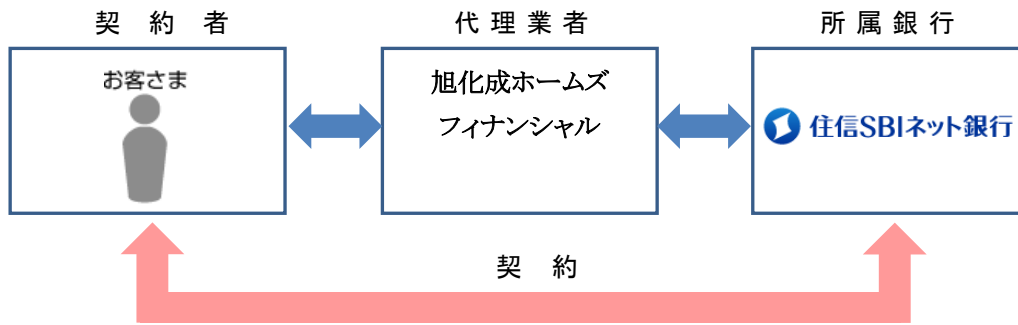 契約者
代理業者
所属銀行
お客さま
旭化成ホームズ
フィナンシャル
住信SBIネット銀行
契約